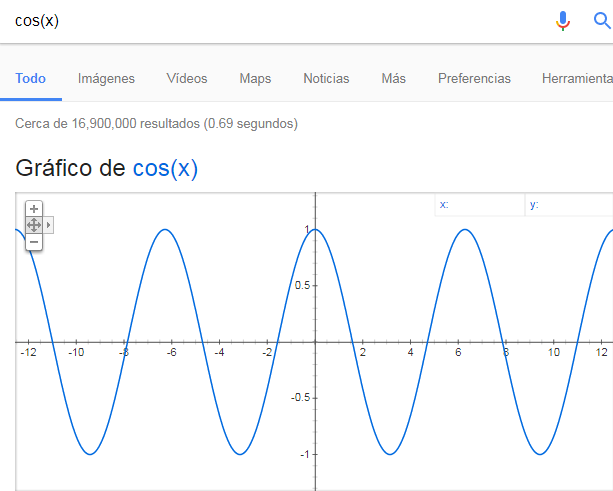 cos(x)
Todo Imágenes Vídeos Maps Noticias Más Preferencias Herramienta
Cerca de 16,900,000 resultados (0.69 segundos)
Gráfico de cos(x)
x: y:
1
0.5
-12 -10 -8 -6 -4 -2 2 4 6 8 10 12
-0.5
-1